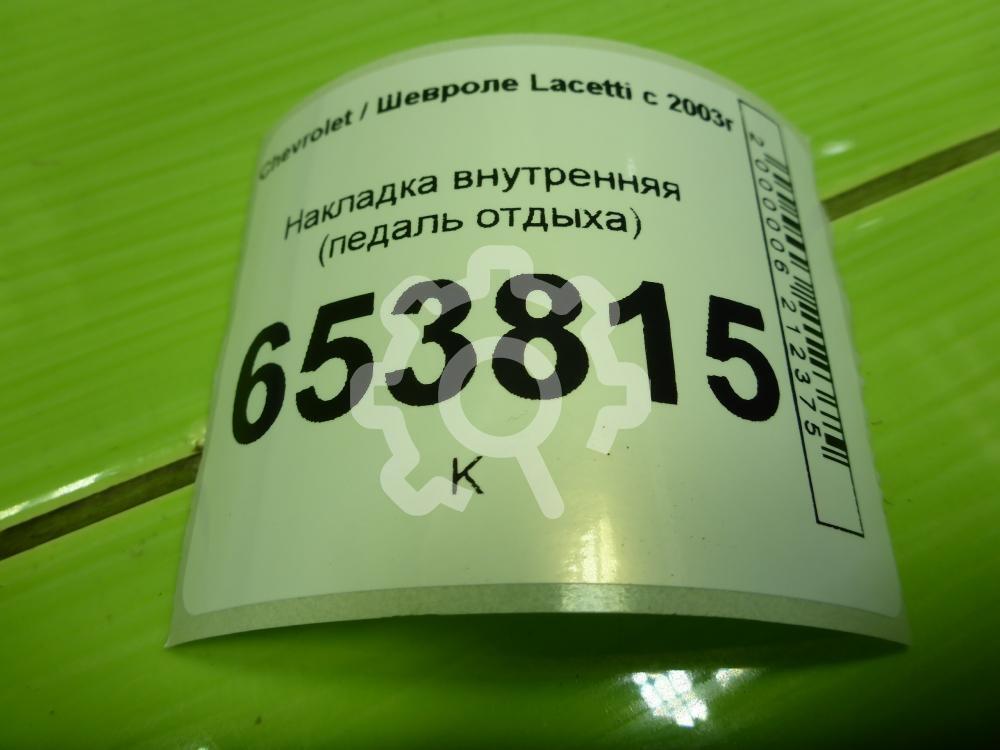 Chevrolet / Шевроле Lacetti с 2003г
Накладка внутренняя
(педаль отдыха)
653815
К
2000006212375